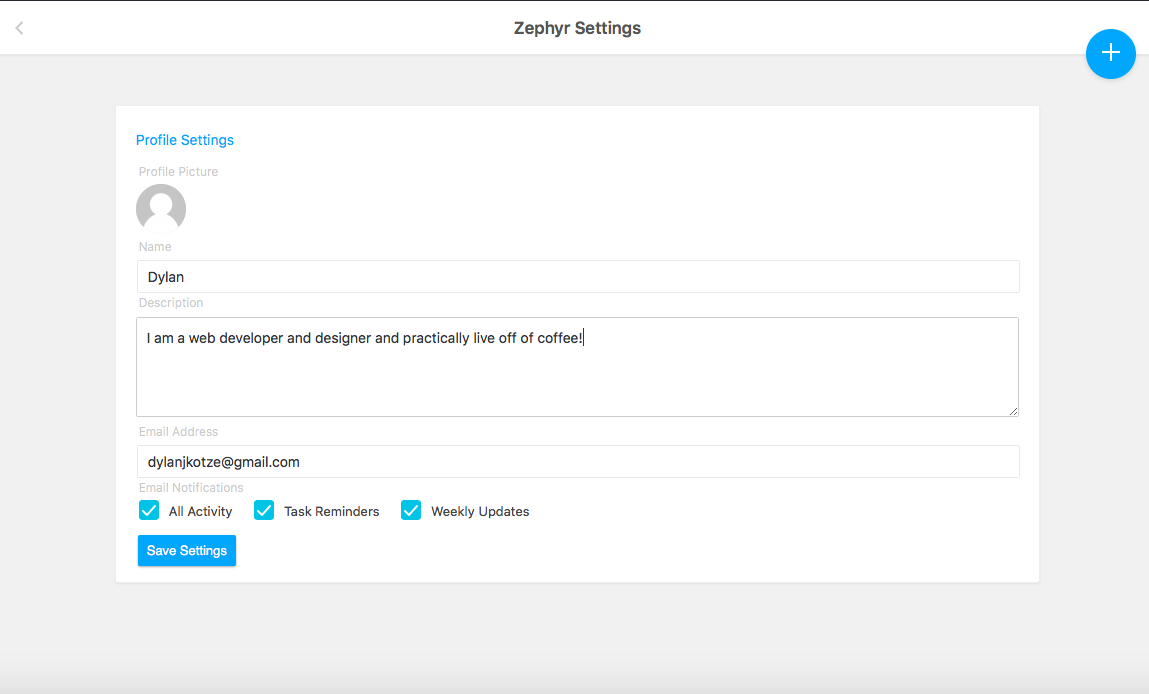 Zephyr Settings
Profile Settings
Profile Picture
Name
Dylan
Description
I am a web developer and designer and practically live off of coffee!
Email Address
dylanjkotze@gmail.com
Email Notifications
All Activity Task Reminders Weekly Updates
Save Settings